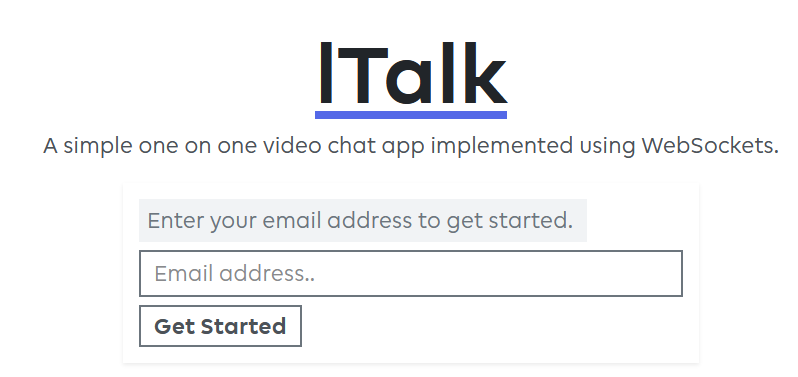 lTalk
A simple one on one video chat app implemented using WebSockets.
Enter your email address to get started.
Email address..
Get Started